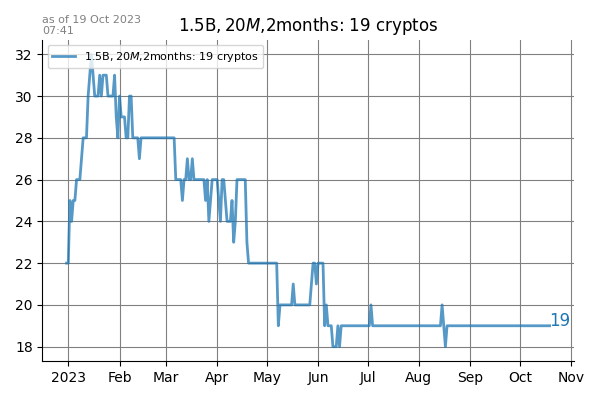 as of 19 Oct 2023
07:41
1.5B, 20M,2months: 19 cryptos
1.5B, 20M,2months: 19 cryptos
32
30
28
26
24
22
20
18
19
2023 Feb Mar Apr May Jun Jul Aug Sep Oct Nov